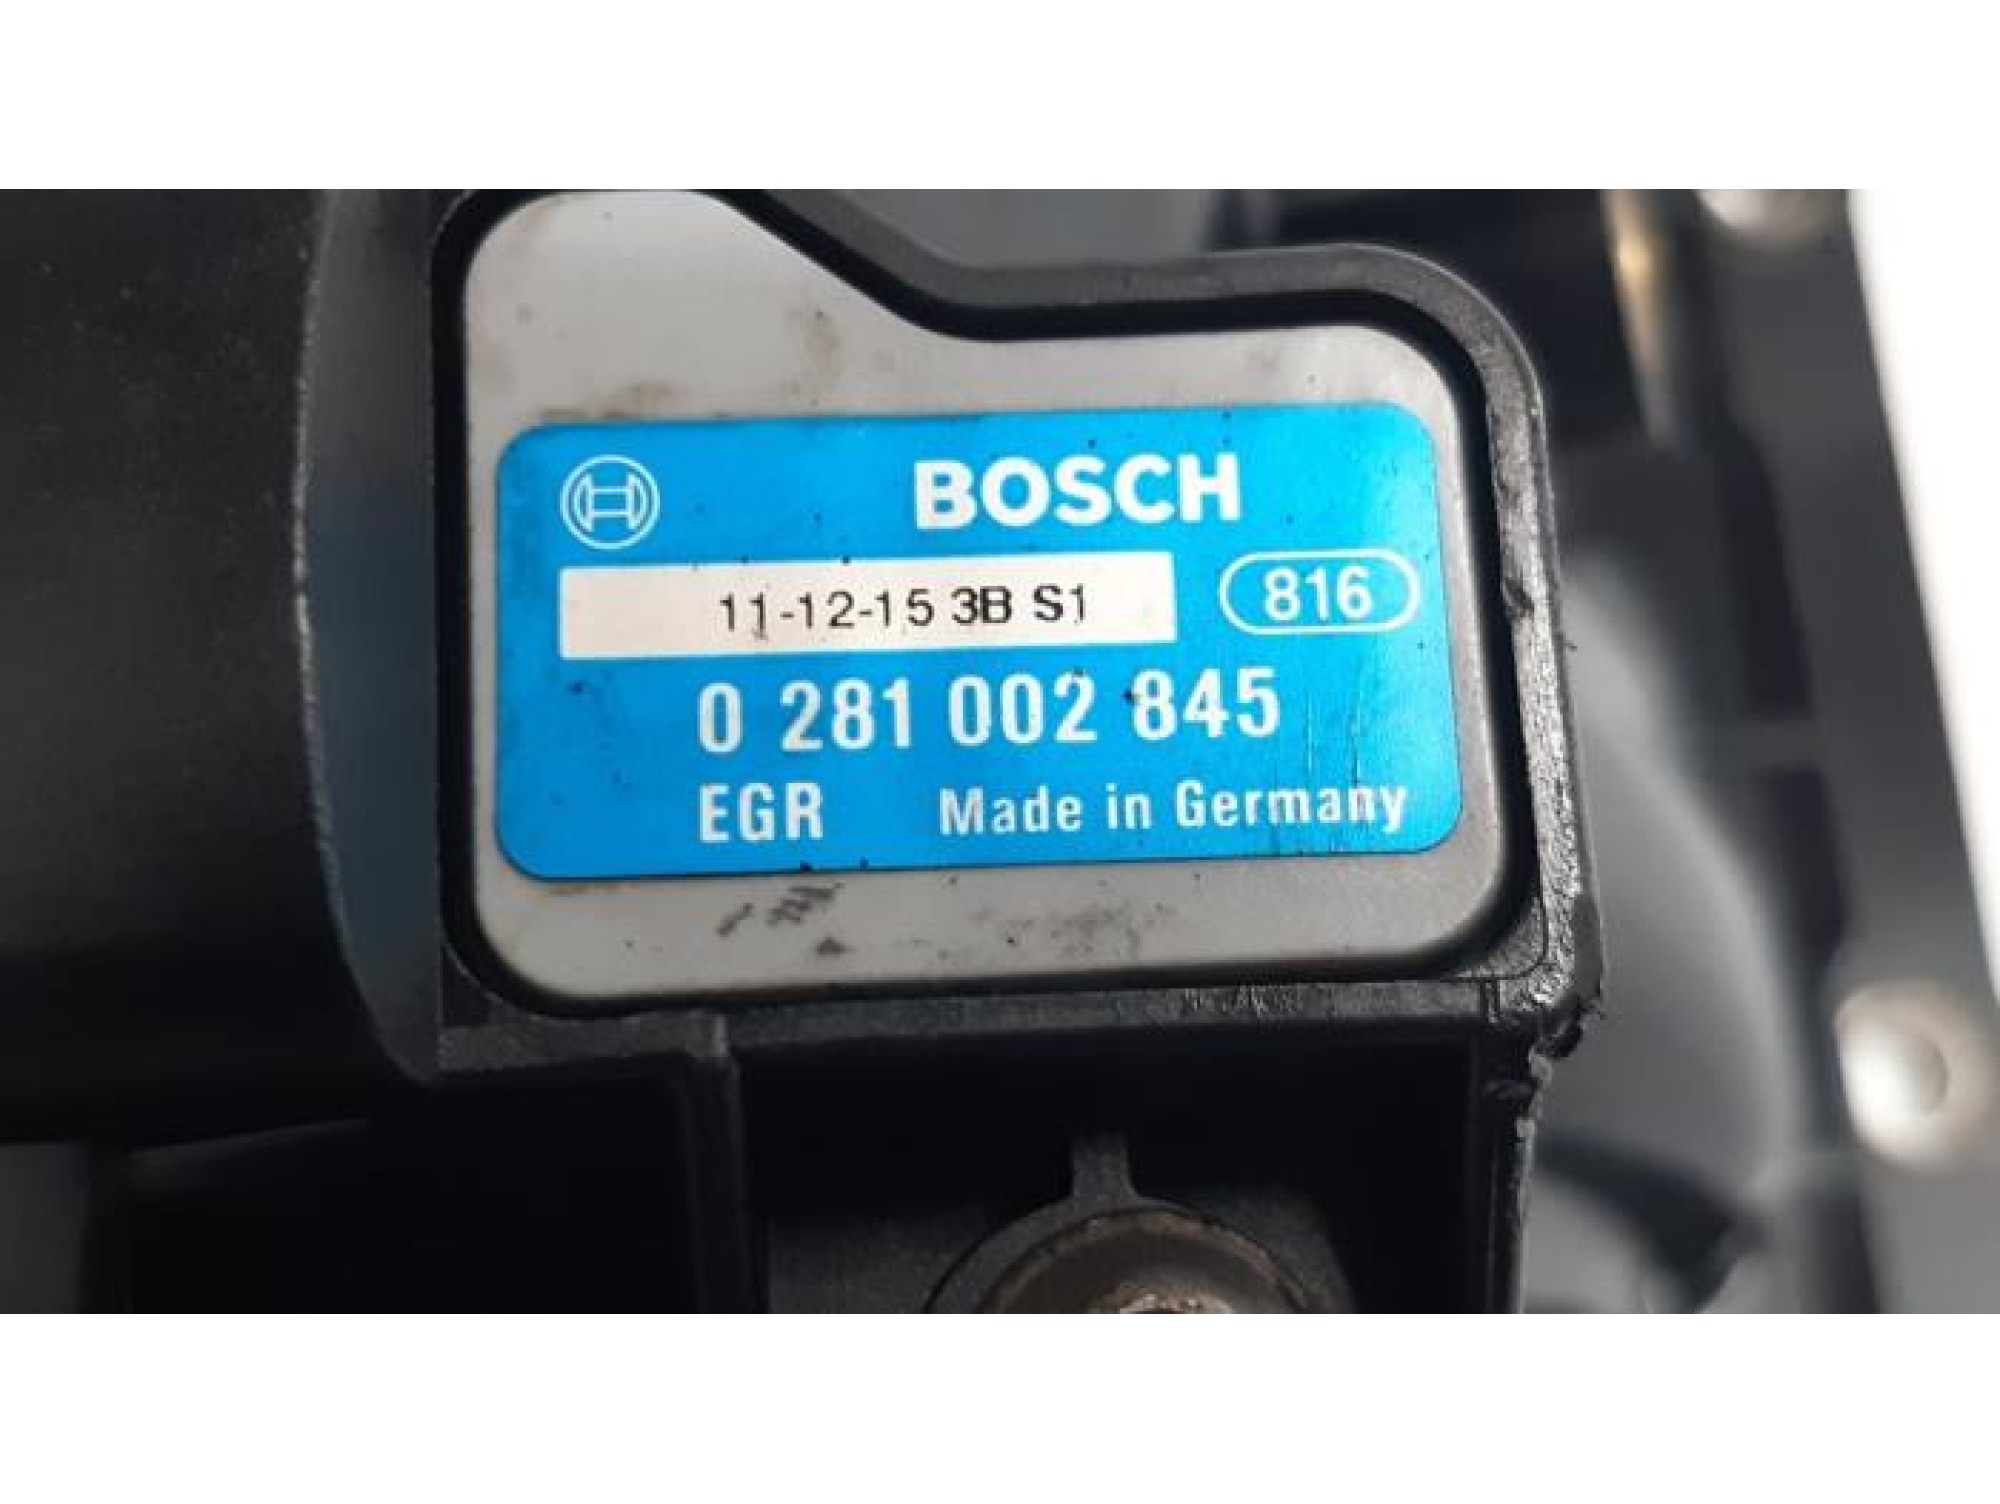 BOSCH
11-12-15 3B S1 816
0 281 002 845
EGR Made in Germany